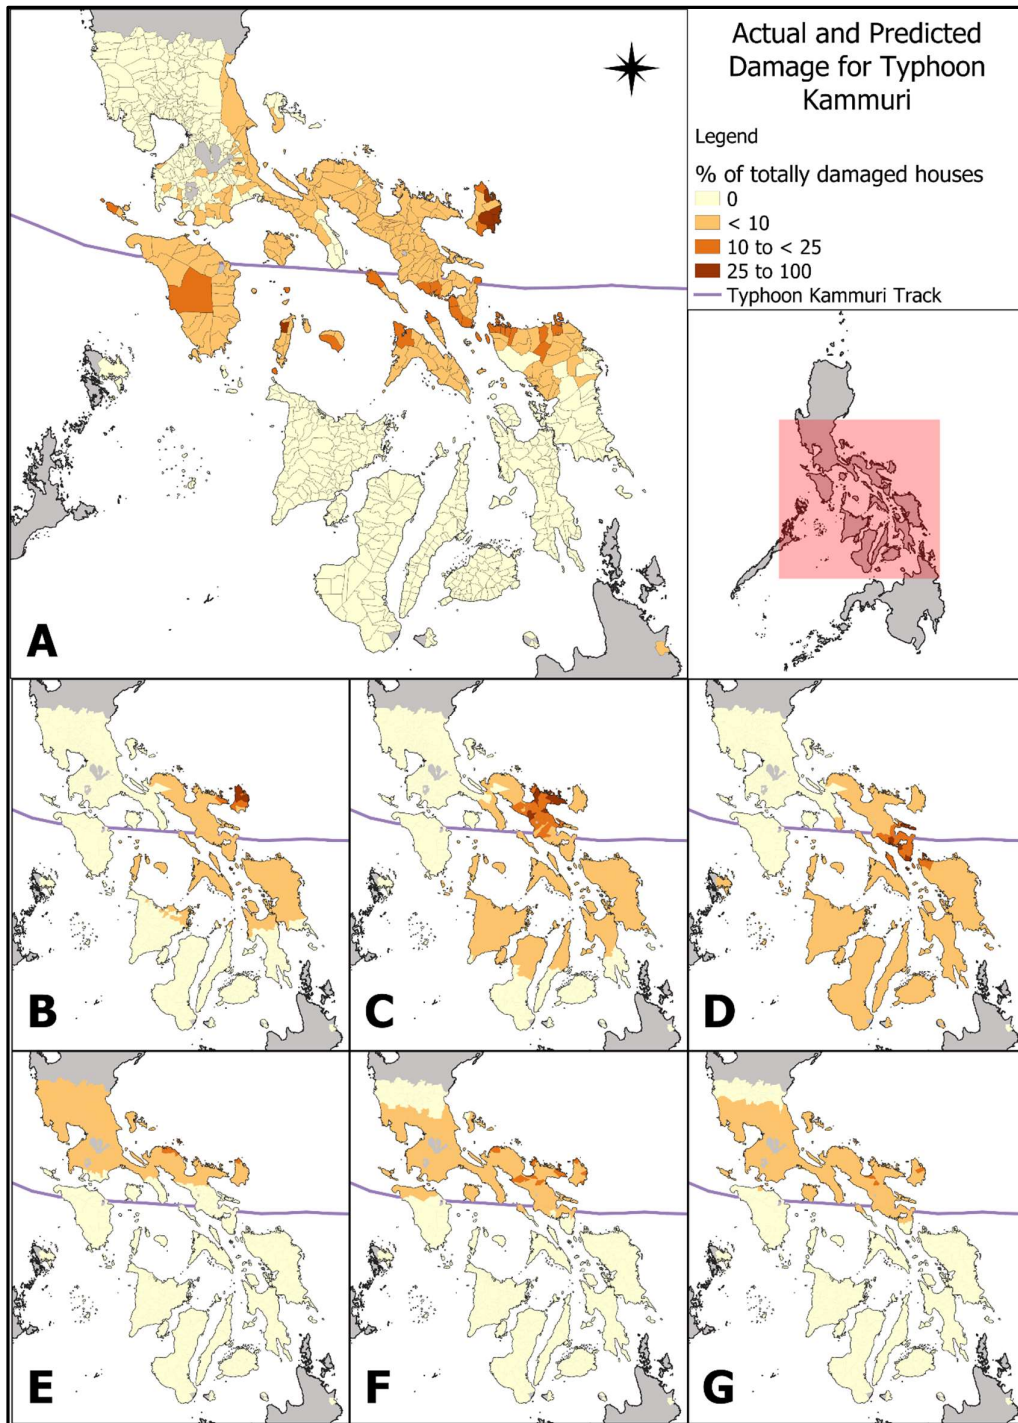 Actual and Predicted
Damage for Typhoon
Kammuri
Legend
% of totally damaged houses
0
< 10
10 to < 25
25 to 100
Typhoon Kammuri Track
A
B
C
D
E
F
G